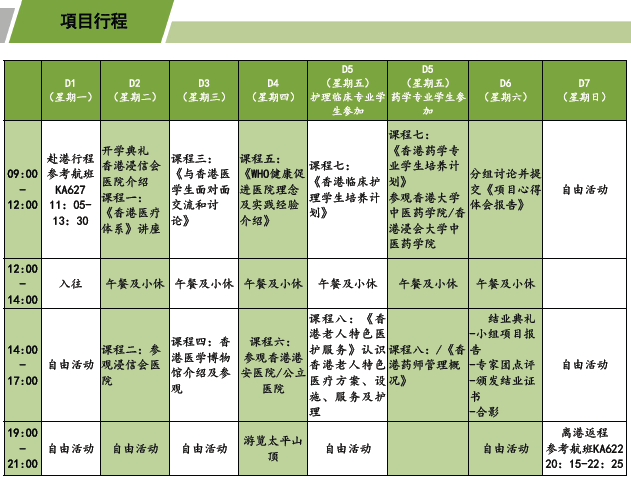 項目行程
D1
（星期一）
D2
（星期二）
D3
（星期三）
D4
（星期四）
D5
（星期五）
护理临床专业学
生参加
D5
（星期五）
药学专业学生参
加
D6
（星期六）
D7
（星期日）
09:00
–
12:00
赴港行程
参考航班
KA627
11：05-
13：30
开学典礼
香港浸信会
医院介绍
课程一：
《香港医疗
体系》讲座
课程三：
《与香港医
学生面对面
交流和讨
论》
课程五：
《WHO健康促
进医院理念
及实践经验
介绍》
课程七：
《香港临床护
理学生培养计
划》
课程七：
《香港药学专
业学生培养计
划》
参观香港大学
中医药学院/香
港浸会大学中
医药学院
分组讨论并提
交《项目心得
体会报告》
自由活动
12:00
–
14:00
入住
午餐及小休
午餐及小休
午餐及小休
午餐及小休
午餐及小休
午餐及小休
14:00
–
17:00
自由活动
课程二：参
观浸信会医
院
课程四：香
港医学博物
馆介绍及参
观
课程六：
参观香港港
安医院/公立
医院
课程八：《香
港老人特色医
护服务》认识
香港老人特色
医疗方案、设
施、服务及护
理
课程八：/《香
港药师管理概
况》
结业典礼
-小组项目报
告
-专家团点评
-颁发结业证
书
-合影
自由活动
19:00
–
21:00
自由活动
自由活动
自由活动
游览太平山
顶
自由活动
自由活动
离港返程
参考航班KA622
20：15-22：25